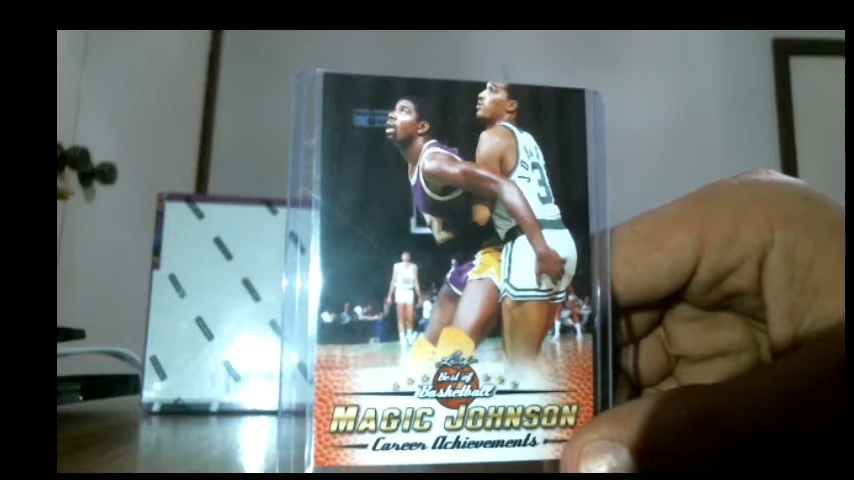 Leaf
Best of
Basketball
MAGIC JOHNSON
Career Achievements